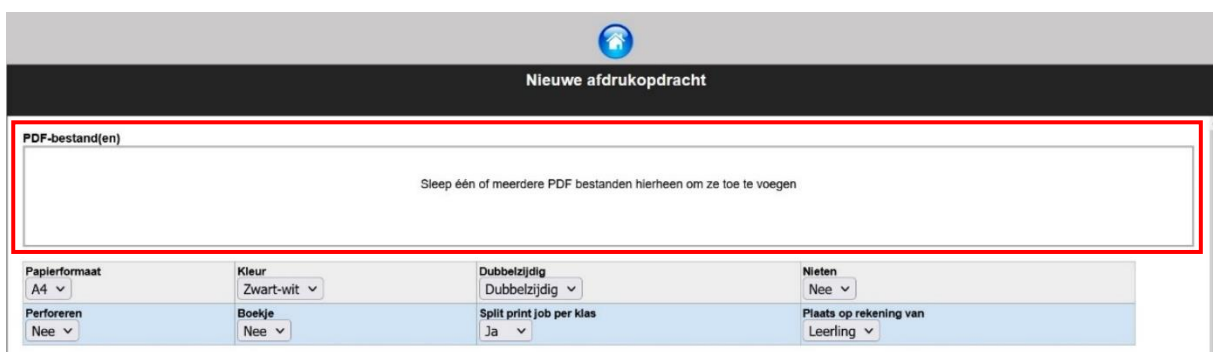 Nieuwe afdrukopdracht
PDF-bestand(en)
Sleep één of meerdere PDF bestanden hierheen om ze toe te voegen
Papierformaat Kleur Dubbelzijdig Nieten
A4 Zwart-wit Dubbelzijdig Nee
Perforeren Boekje Split print job per klas Plaats op rekening van
Nee Nee Ja Leerling